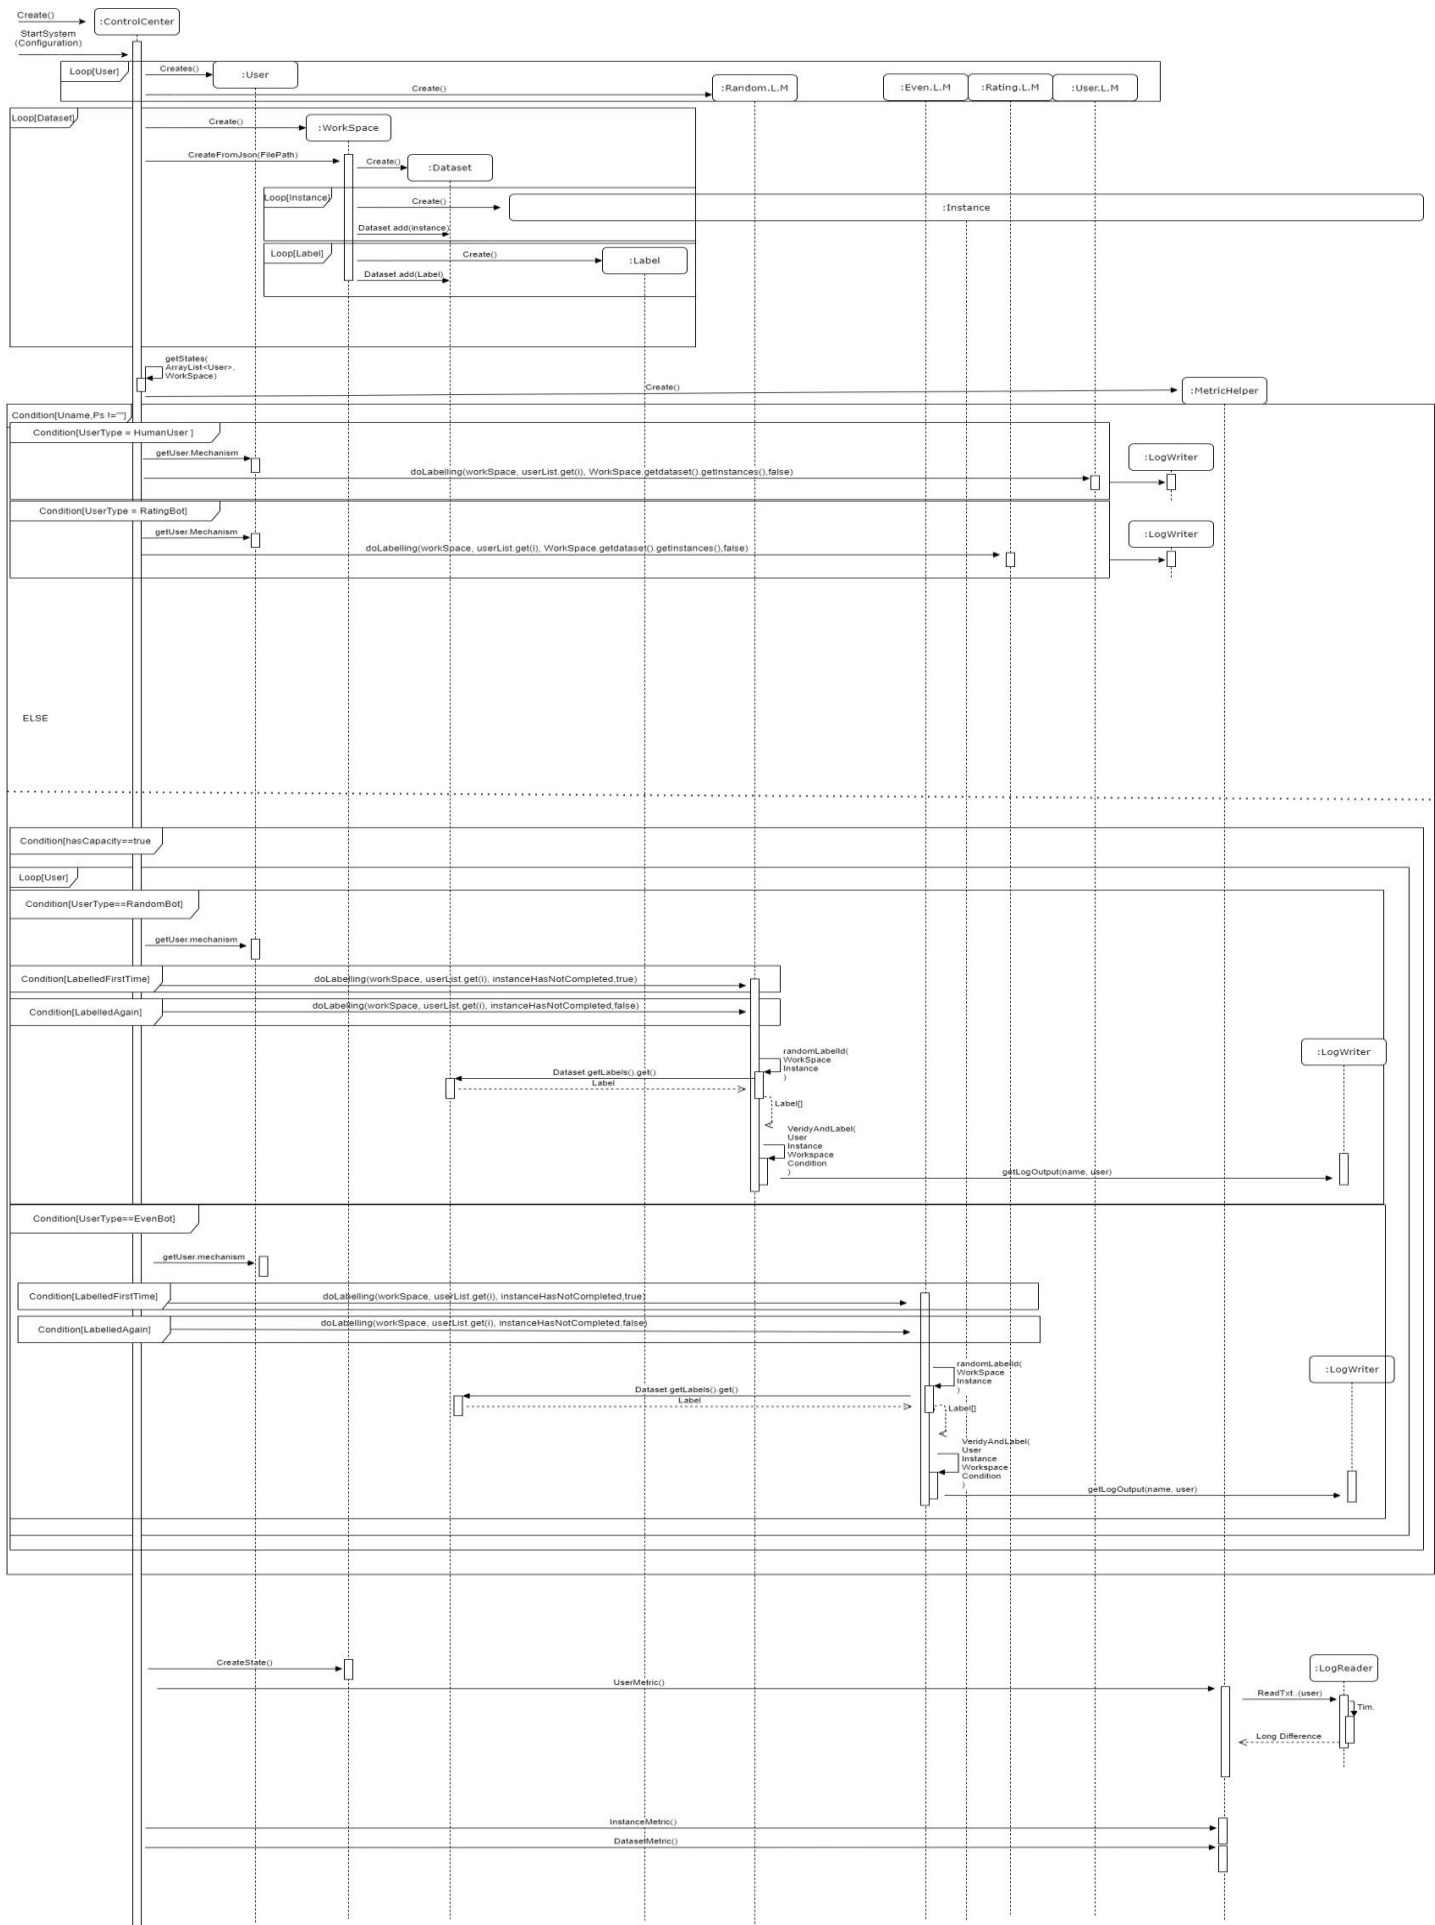 Create()
:ControlCenter
StartSystem
(Configuration)
Loop[User]
Creates()
:User
Create()
:Random.L.M
:Even.L.M
:Rating.L.M
:User.L.M
Loop[Dataset]
Create()
:WorkSpace
CreateFromJson(FilePath)
Create()
:Dataset
Loop[Instance]
Create()
:Instance
Dataset.add(instance)
Loop[Label]
Create()
:Label
Dataset.add(Label)
getStates(
ArrayList<User>,
WorkSpace)
Create()
:MetricHelper
Condition[Uname,Ps !=""]
Condition[UserType = HumanUser ]
getUser.Mechanism
:LogWriter
doLabelling(workSpace, userList.get(i), WorkSpace.getdataset().getInstances(),false)
Condition[UserType = RatingBot]
getUser.Mechanism
:LogWriter
doLabelling(workSpace, userList.get(i), WorkSpace.getdataset().getInstances(),false)
ELSE
Condition[hasCapacity==true
Loop[User]
Condition[UserType==RandomBot]
getUser.mechanism
Condition[LabelledFirstTime]
doLabelling(workSpace, userList.get(i), instanceHasNotCompleted,true)
Condition[LabelledAgain]
doLabelling(workSpace, userList.get(i), instanceHasNotCompleted,false)
:LogWriter
randomLabelId(
WorkSpace
Instance
)
Dataset.getLabels().get()
Label
Label[]
VeridyAndLabel(
User
Instance
Workspace
Condition
)
getLogOutput(name, user)
Condition[UserType==EvenBot]
getUser.mechanism
Condition[LabelledFirstTime]
doLabelling(workSpace, userList.get(i), instanceHasNotCompleted,true)
Condition[LabelledAgain]
doLabelling(workSpace, userList.get(i), instanceHasNotCompleted,false)
:LogWriter
randomLabelId(
WorkSpace
Instance
)
Dataset.getLabels().get()
Label
Label[]
VeridyAndLabel(
User
Instance
Workspace
Condition
)
getLogOutput(name, user)
CreateState()
:LogReader
UserMetric()
ReadTxt..(user)
Tim.
Long Difference
InstanceMetric()
DatasetMetric()